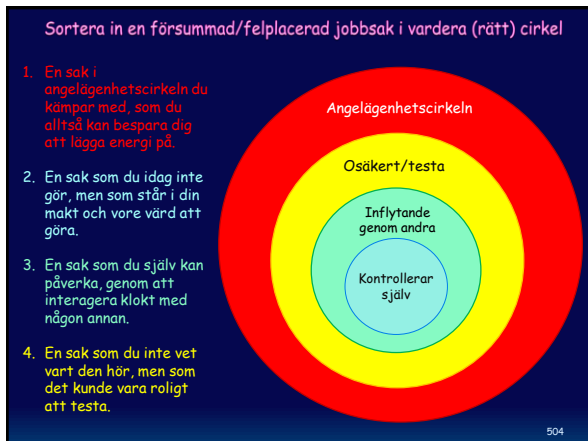 Sortera in en försummad/felplacerad jobbsak i vardera (rätt) cirkel
1. En sak i
angelägenhetscirkeln du
kämpar med, som du
alltså kan bespara dig
att lägga energi på.
2. En sak som du idag inte
gör, men som står i din
makt och vore värd att
göra.
3. En sak som du själv kan
påverka, genom att
interagera klokt med
någon annan.
4. En sak som du inte vet
vart den hör, men som
det kunde vara roligt
att testa.
Angelägenhetscirkeln
Osäkert/testa
Inflytande
genom andra
Kontrollerar
själv
504